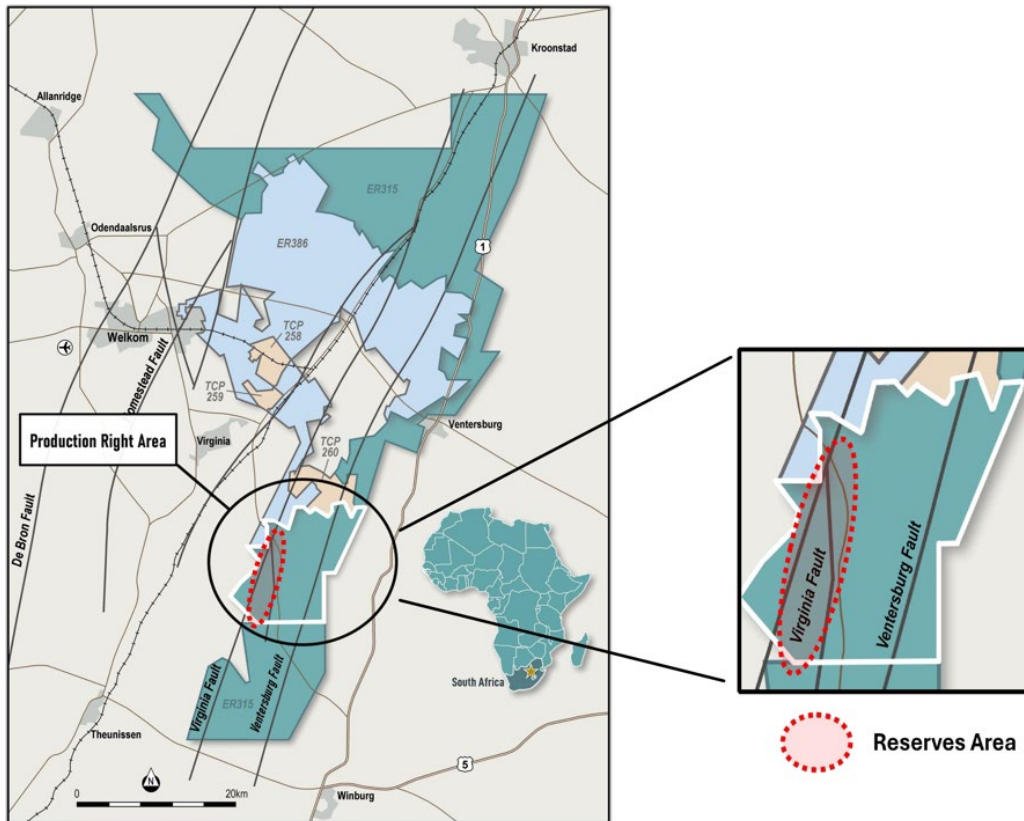 Kroonstad
Allanridge
ER315
Odendaalsrus
ER386
1
TCP
258
Welkom
Homestead Fault
TCP
259
Production Right Area
Virginia
Ventersburg
TCP
260
De Bron Fault
Virginia Fault
Ventersburg Fault
South Africa
ER315
Virginia Fault
Ventersburg Fault
Theunissen
5
Reserves Area
N
0
20km
Winburg